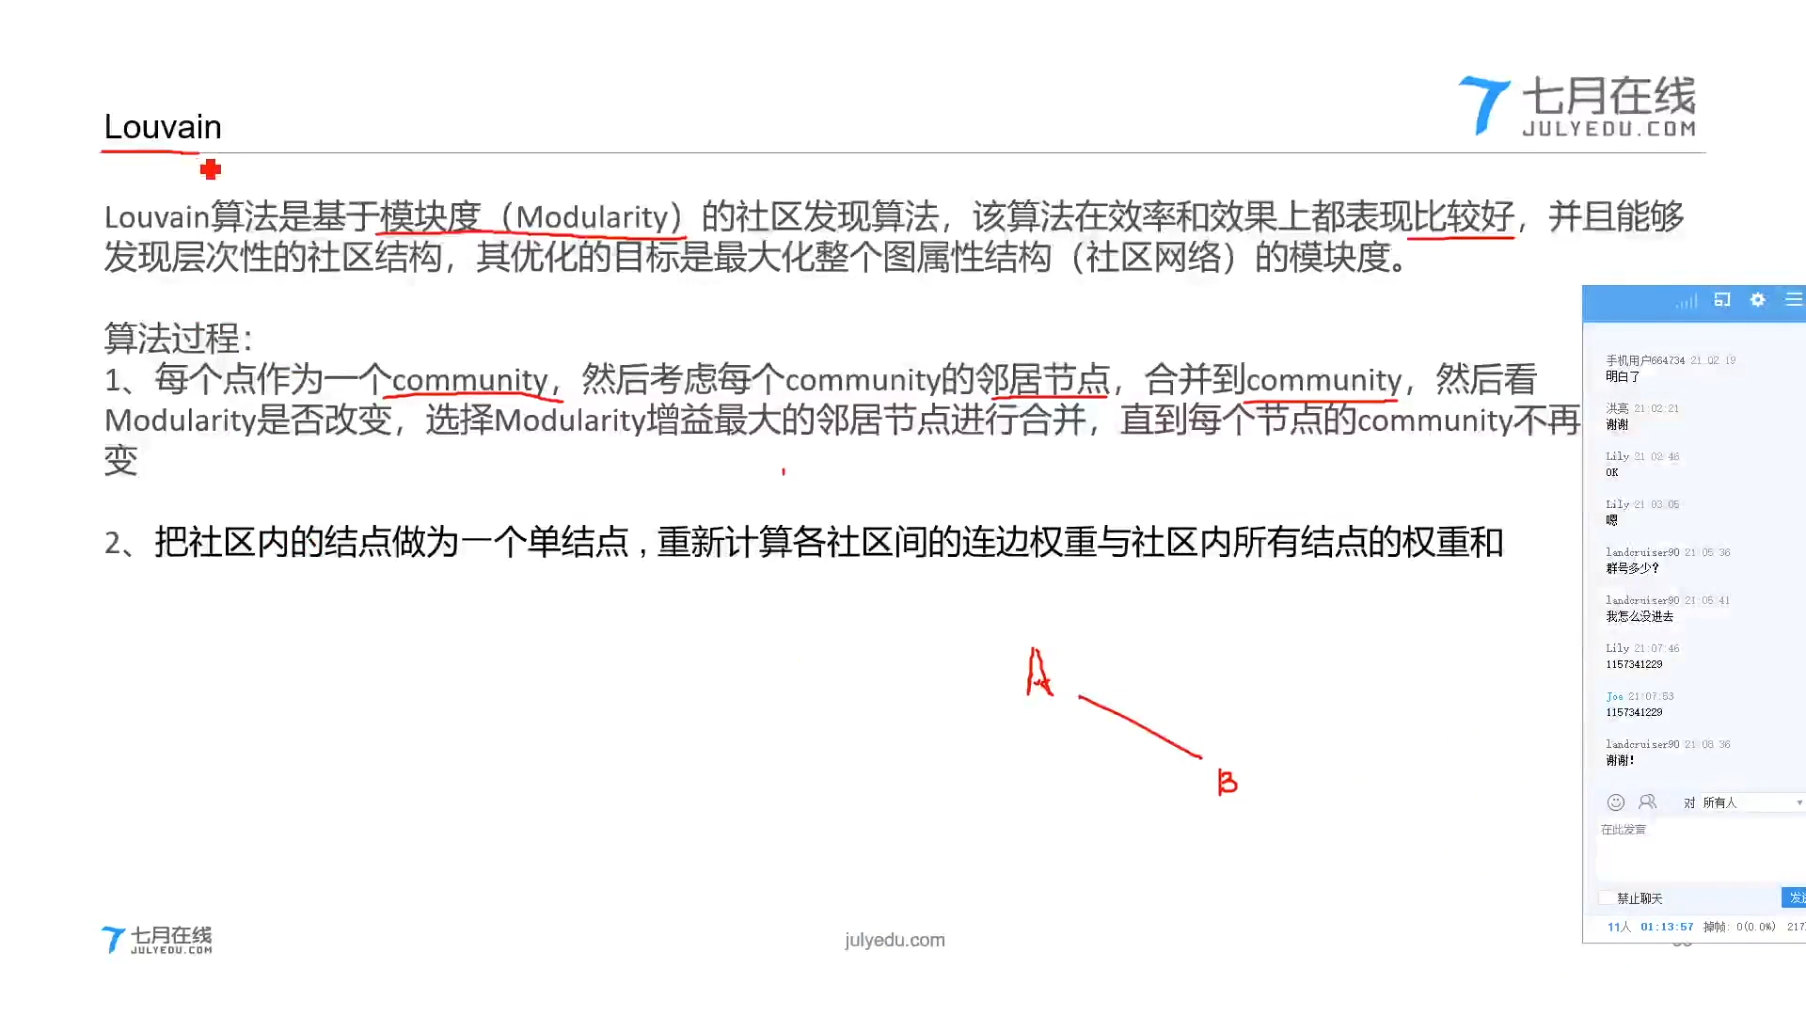 七月在线
JULYEDU.COM
Louvain
Louvain算法是基于模块度（Modularity）的社区发现算法，该算法在效率和效果上都表现比较好，并且能够
发现层次性的社区结构，其优化的目标是最大化整个图属性结构（社区网络）的模块度。
算法过程：
1、每个点作为一个community，然后考虑每个community的邻居节点，合并到community，然后看
Modularity是否改变，选择Modularity增益最大的邻居节点进行合并，直到每个节点的community不再
变
2、把社区内的结点做为一个单结点，重新计算各社区间的连边权重与社区内所有结点的权重和
A
B
手机用户664734 21:02:19
明白了
洪亮 21:02:21
谢谢
Lily 21:02:46
OK
Lily 21:03:05
嗯
landcruiser90 21:05:36
群号多少？
landcruiser90 21:05:41
我怎么没进去
Lily 21:07:46
1157341229
Joe 21:07:53
1157341229
landcruiser90 21:08:36
谢谢！
对 所有人
在此发言
禁止聊天
11人 01:13:57 掉帧: 0(0.0%) 217
七月在线
JULYEDU.COM
julyedu.com